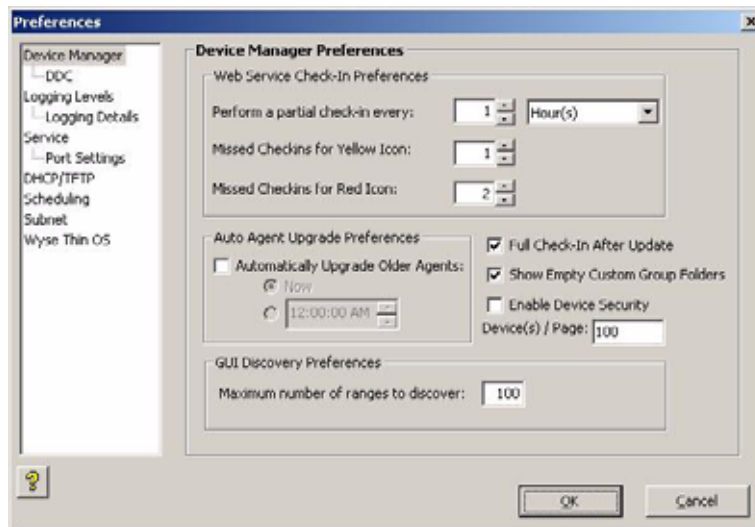 Preferences
Device Manager
DDC
Logging Levels
Logging Details
Service
Port Settings
DHCP/TFTP
Scheduling
Subnet
Wyse Thin OS
Device Manager Preferences
Web Service Check-In Preferences
Perform a partial check-in every: 1 Hour(s)
Missed Checkins for Yellow Icon: 1
Missed Checkins for Red Icon: 2
Auto Agent Upgrade Preferences
Automatically Upgrade Older Agents:
Now
12:00:00 AM
Full Check-In After Update
Show Empty Custom Group Folders
Enable Device Security
Device(s) / Page: 100
GUI Discovery Preferences
Maximum number of ranges to discover: 100
?
OK Cancel